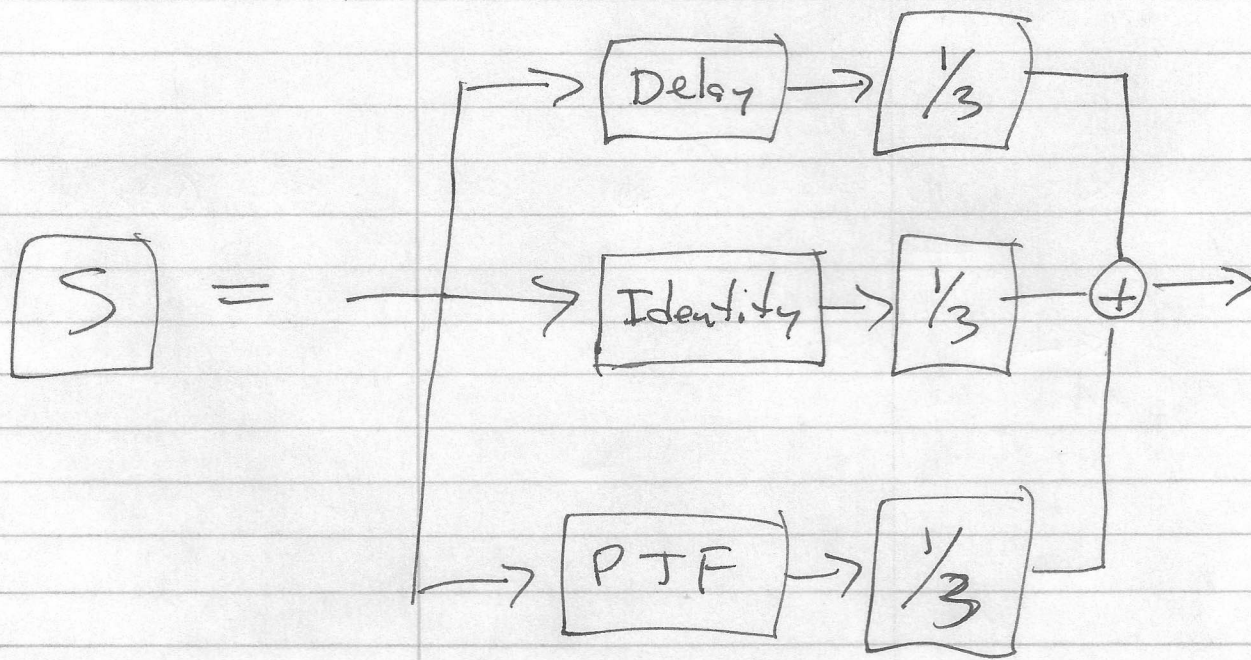 Delay 1/3
S = Identity 1/3 +
PJF 1/3